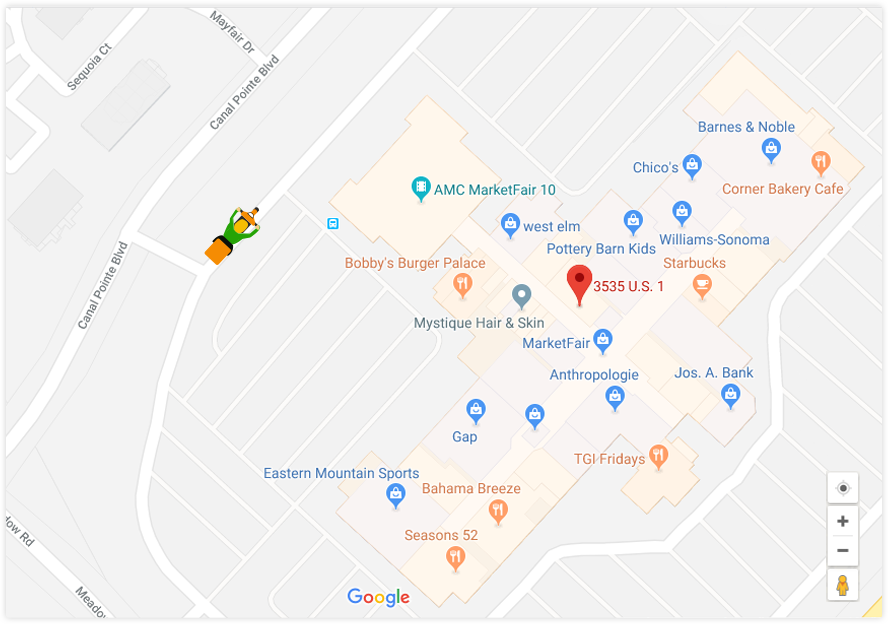 Mayfair Dr
Sequoia Ct
Canal Pointe Blvd
Barnes & Noble
Chico's
Corner Bakery Cafe
AMC MarketFair 10
west elm
Pottery Barn Kids
Williams-Sonoma
Canal Pointe Blvd
Bobby's Burger Palace
Starbucks
3535 U.S. 1
Mystique Hair & Skin
MarketFair
Anthropologie
Jos. A. Bank
Gap
TGI Fridays
Eastern Mountain Sports
Bahama Breeze
Seasons 52
dow Rd
Meadow
Google